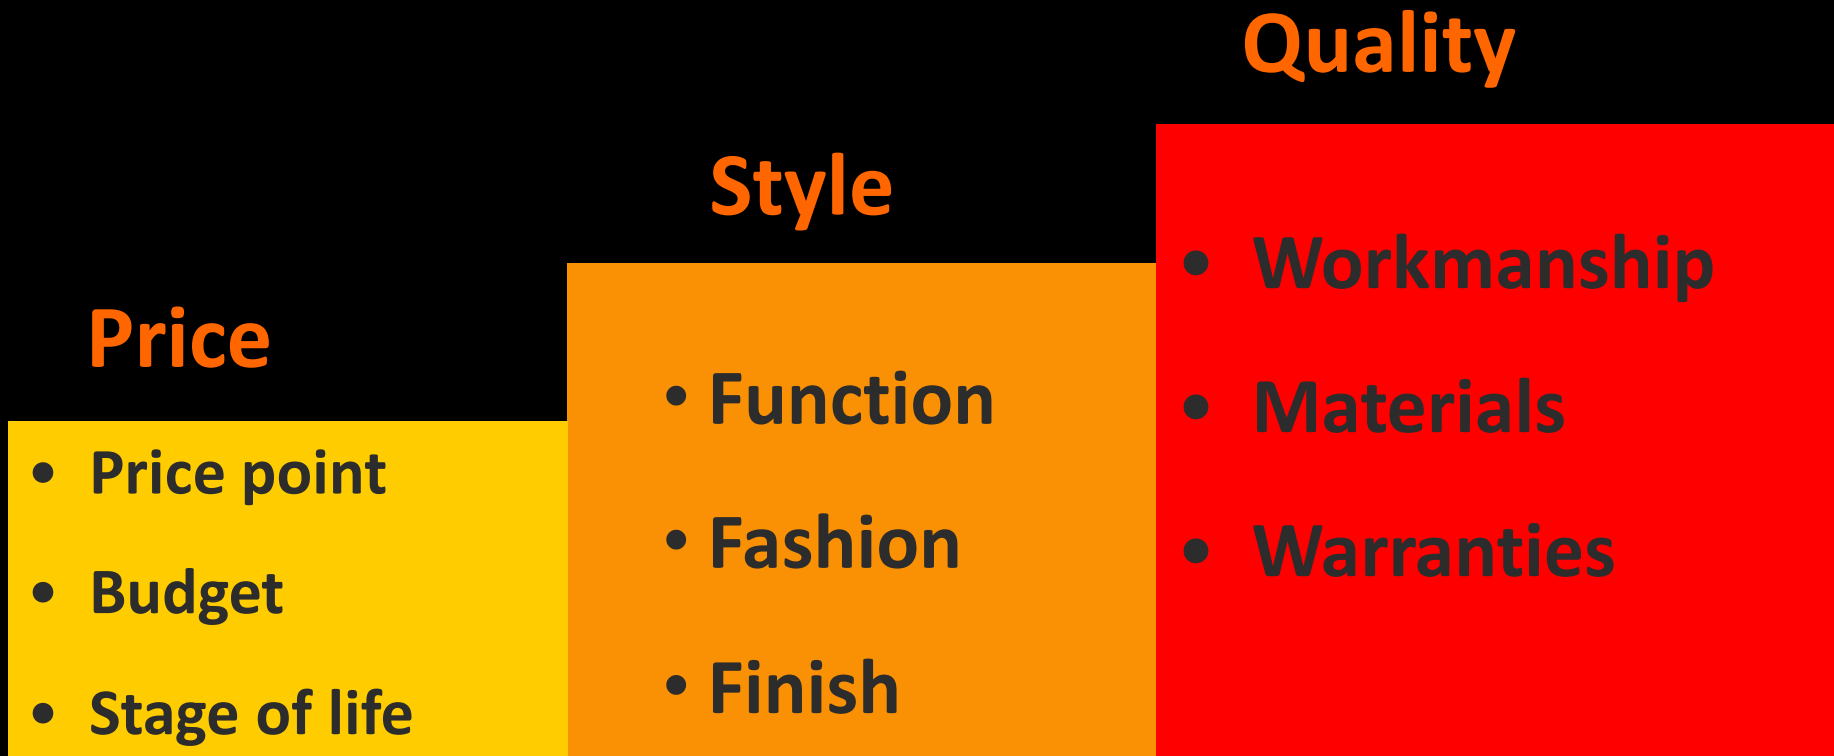 Price
• Price point
• Budget
• Stage of life
Style
• Function
• Fashion
• Finish
Quality
• Workmanship
• Materials
• Warranties